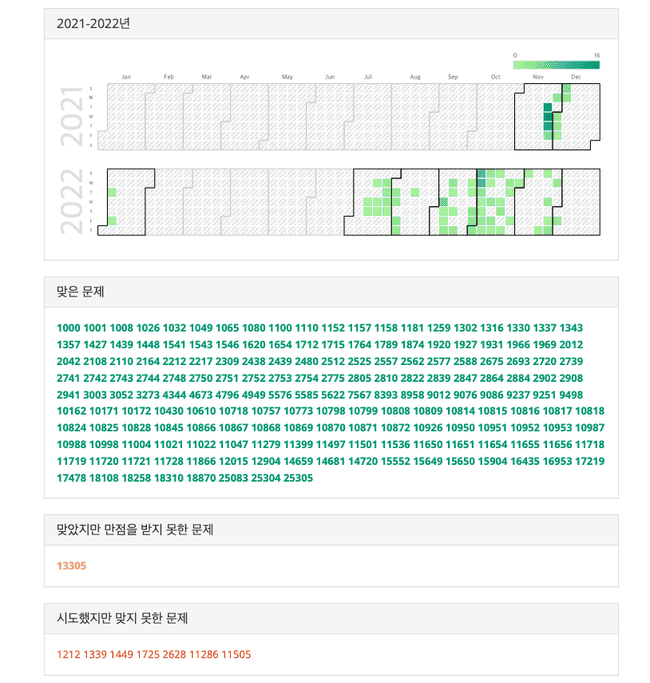 2021-2022년
0 16
Jan Feb Mar Apr May Jun Jul Aug Sep Oct Nov Dec
2021
S
M
T
W
T
F
S
2022
S
M
T
W
T
F
S
맞은 문제
1000 1001 1008 1026 1032 1049 1065 1080 1100 1110 1152 1157 1158 1181 1259 1302 1316 1330 1337 1343
1357 1427 1439 1448 1541 1543 1546 1620 1654 1712 1715 1764 1789 1874 1920 1927 1931 1966 1969 2012
2042 2108 2110 2164 2212 2217 2309 2438 2439 2480 2512 2525 2557 2562 2577 2588 2675 2693 2720 2739
2741 2742 2743 2744 2748 2750 2751 2752 2753 2754 2775 2805 2810 2822 2839 2847 2864 2884 2902 2908
2941 3003 3052 3273 4344 4673 4796 4949 5576 5585 5622 7567 8393 8958 9012 9076 9086 9237 9251 9498
10162 10171 10172 10430 10610 10718 10757 10773 10798 10799 10808 10809 10814 10815 10816 10817 10818
10824 10825 10828 10845 10866 10867 10868 10869 10870 10871 10872 10926 10950 10951 10952 10953 10987
10988 10998 11004 11021 11022 11047 11279 11399 11497 11501 11536 11650 11651 11654 11655 11656 11718
11719 11720 11721 11728 11866 12015 12904 14659 14681 14720 15552 15649 15650 15904 16435 16953 17219
17478 18108 18258 18310 18870 25083 25304 25305
맞았지만 만점을 받지 못한 문제
13305
시도했지만 맞지 못한 문제
1212 1339 1449 1725 2628 11286 11505